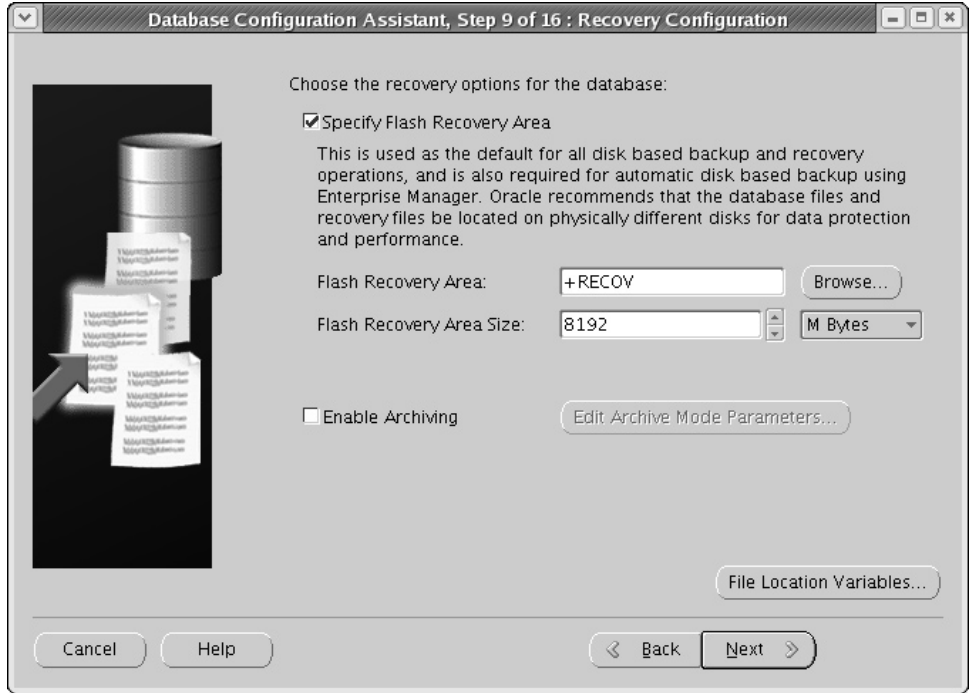 Database Configuration Assistant, Step 9 of 16 : Recovery Configuration
Choose the recovery options for the database:
Specify Flash Recovery Area
This is used as the default for all disk based backup and recovery
operations, and is also required for automatic disk based backup using
Enterprise Manager. Oracle recommends that the database files and
recovery files be located on physically different disks for data protection
and performance.
Flash Recovery Area: +RECOV Browse...
Flash Recovery Area Size: 8192 M Bytes
Enable Archiving Edit Archive Mode Parameters...
File Location Variables...
Cancel Help Back Next